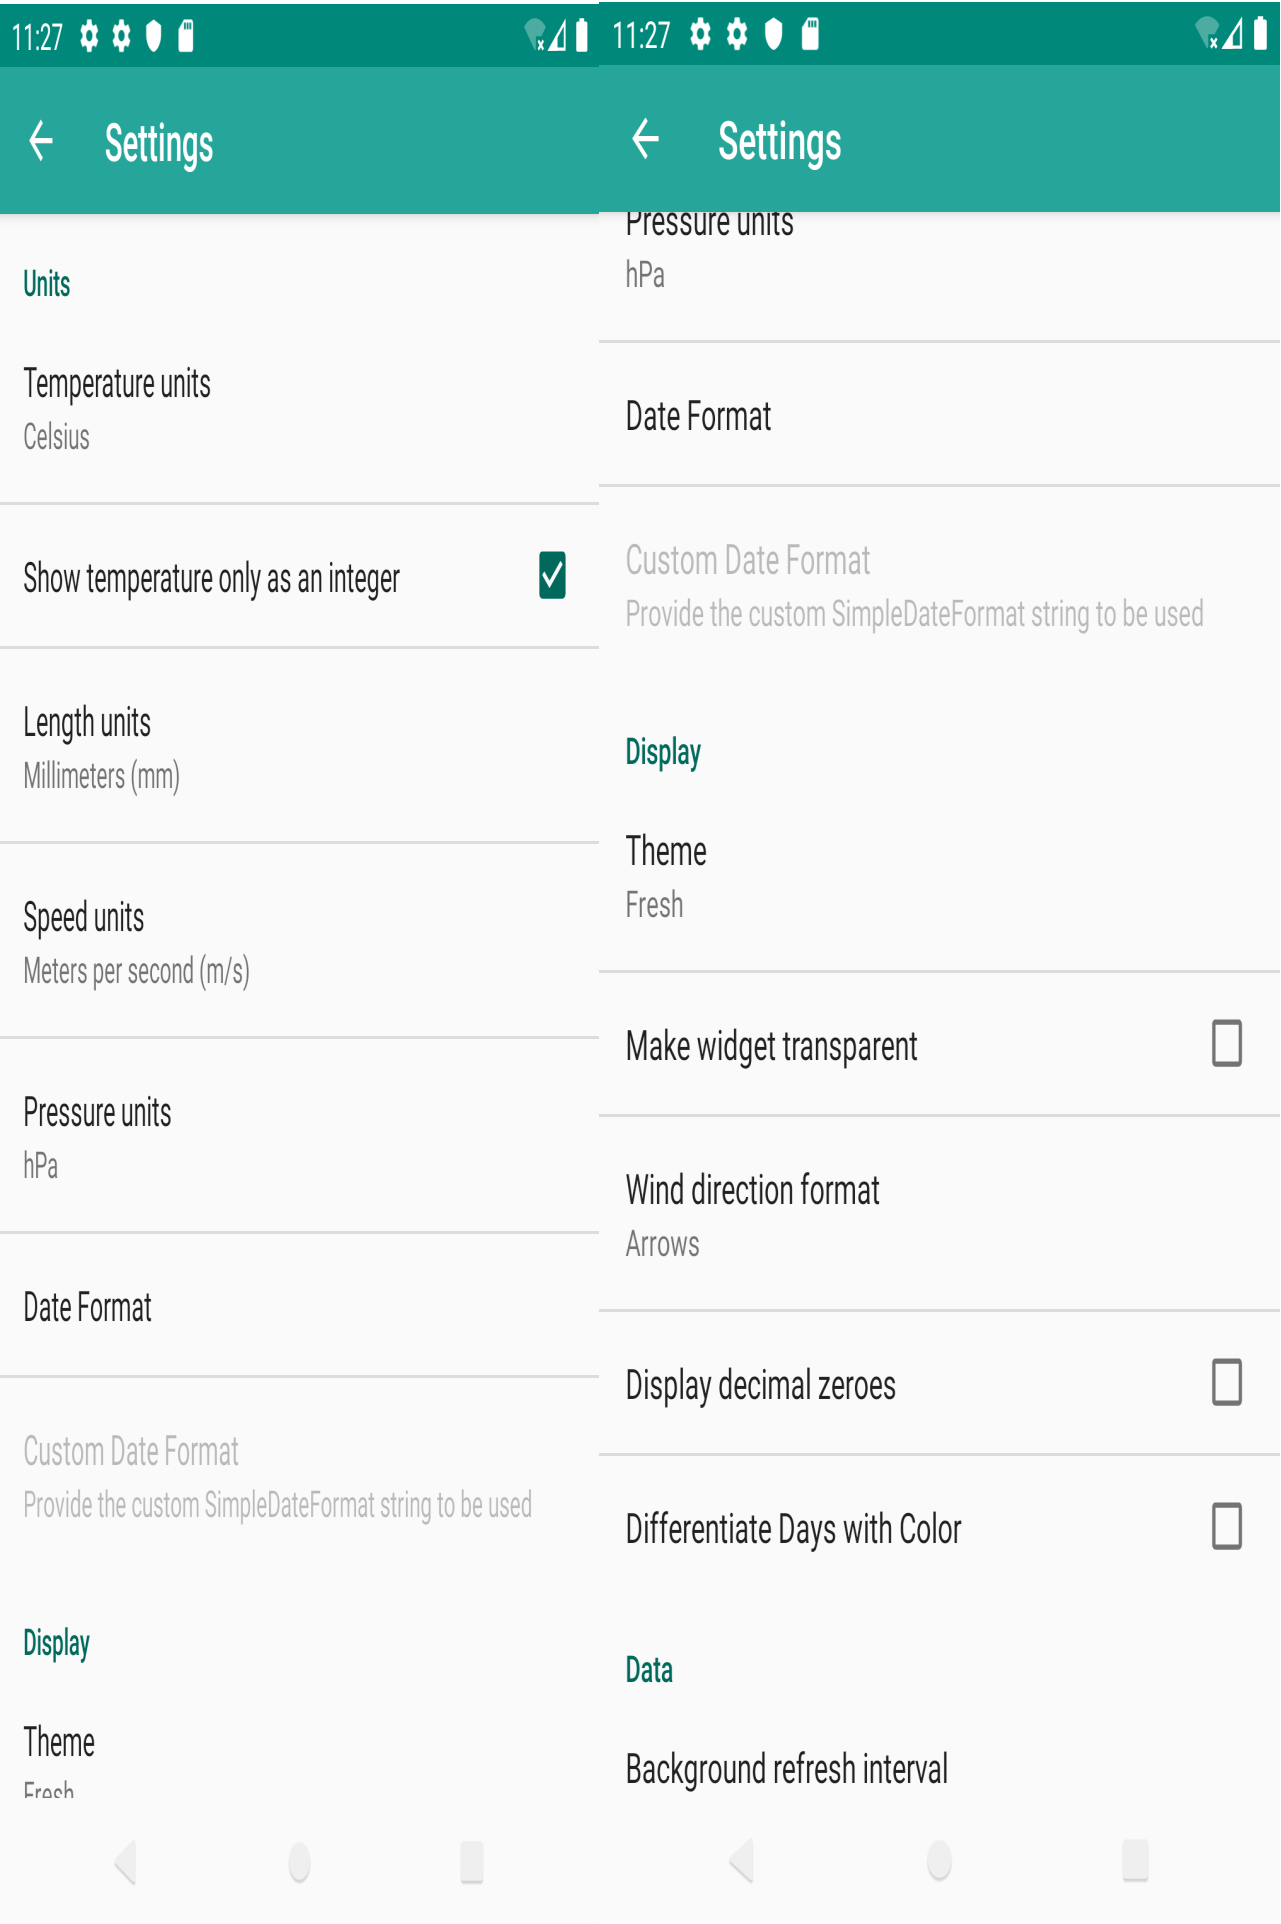 11:27
Settings
Units
Temperature units
Celsius
Show temperature only as an integer
Length units
Millimeters (mm)
Speed units
Meters per second (m/s)
Pressure units
hPa
Date Format
Custom Date Format
Provide the custom SimpleDateFormat string to be used
Display
Theme
Fresh
11:27
Settings
Pressure units
hPa
Date Format
Custom Date Format
Provide the custom SimpleDateFormat string to be used
Display
Theme
Fresh
Make widget transparent
Wind direction format
Arrows
Display decimal zeroes
Differentiate Days with Color
Data
Background refresh interval